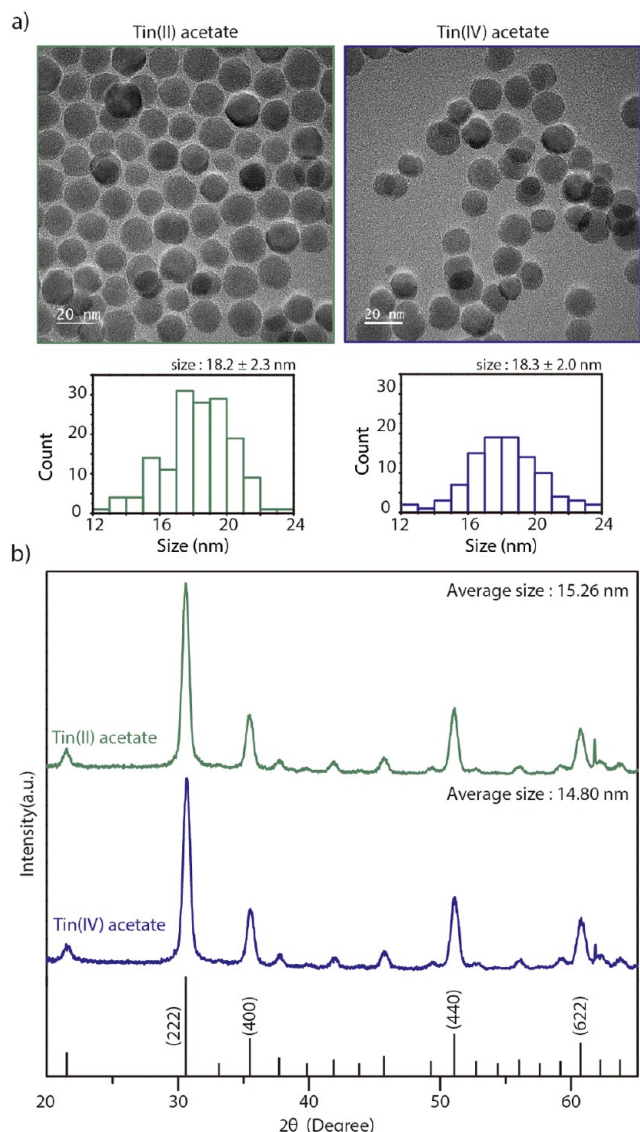 a)
Tin(II) acetate
Tin(IV) acetate
20 nm
20 nm
size : 18.2 ± 2.3 nm
size : 18.3 ± 2.0 nm
Count
30
20
10
0
12 16 20 24
Size (nm)
Count
30
20
10
0
12 16 20 24
Size (nm)
b)
Average size : 15.26 nm
Tin(II) acetate
Average size : 14.80 nm
Tin(IV) acetate
Intensity(a.u.)
(222)
(400)
(440)
(622)
20 30 40 50 60
2θ (Degree)